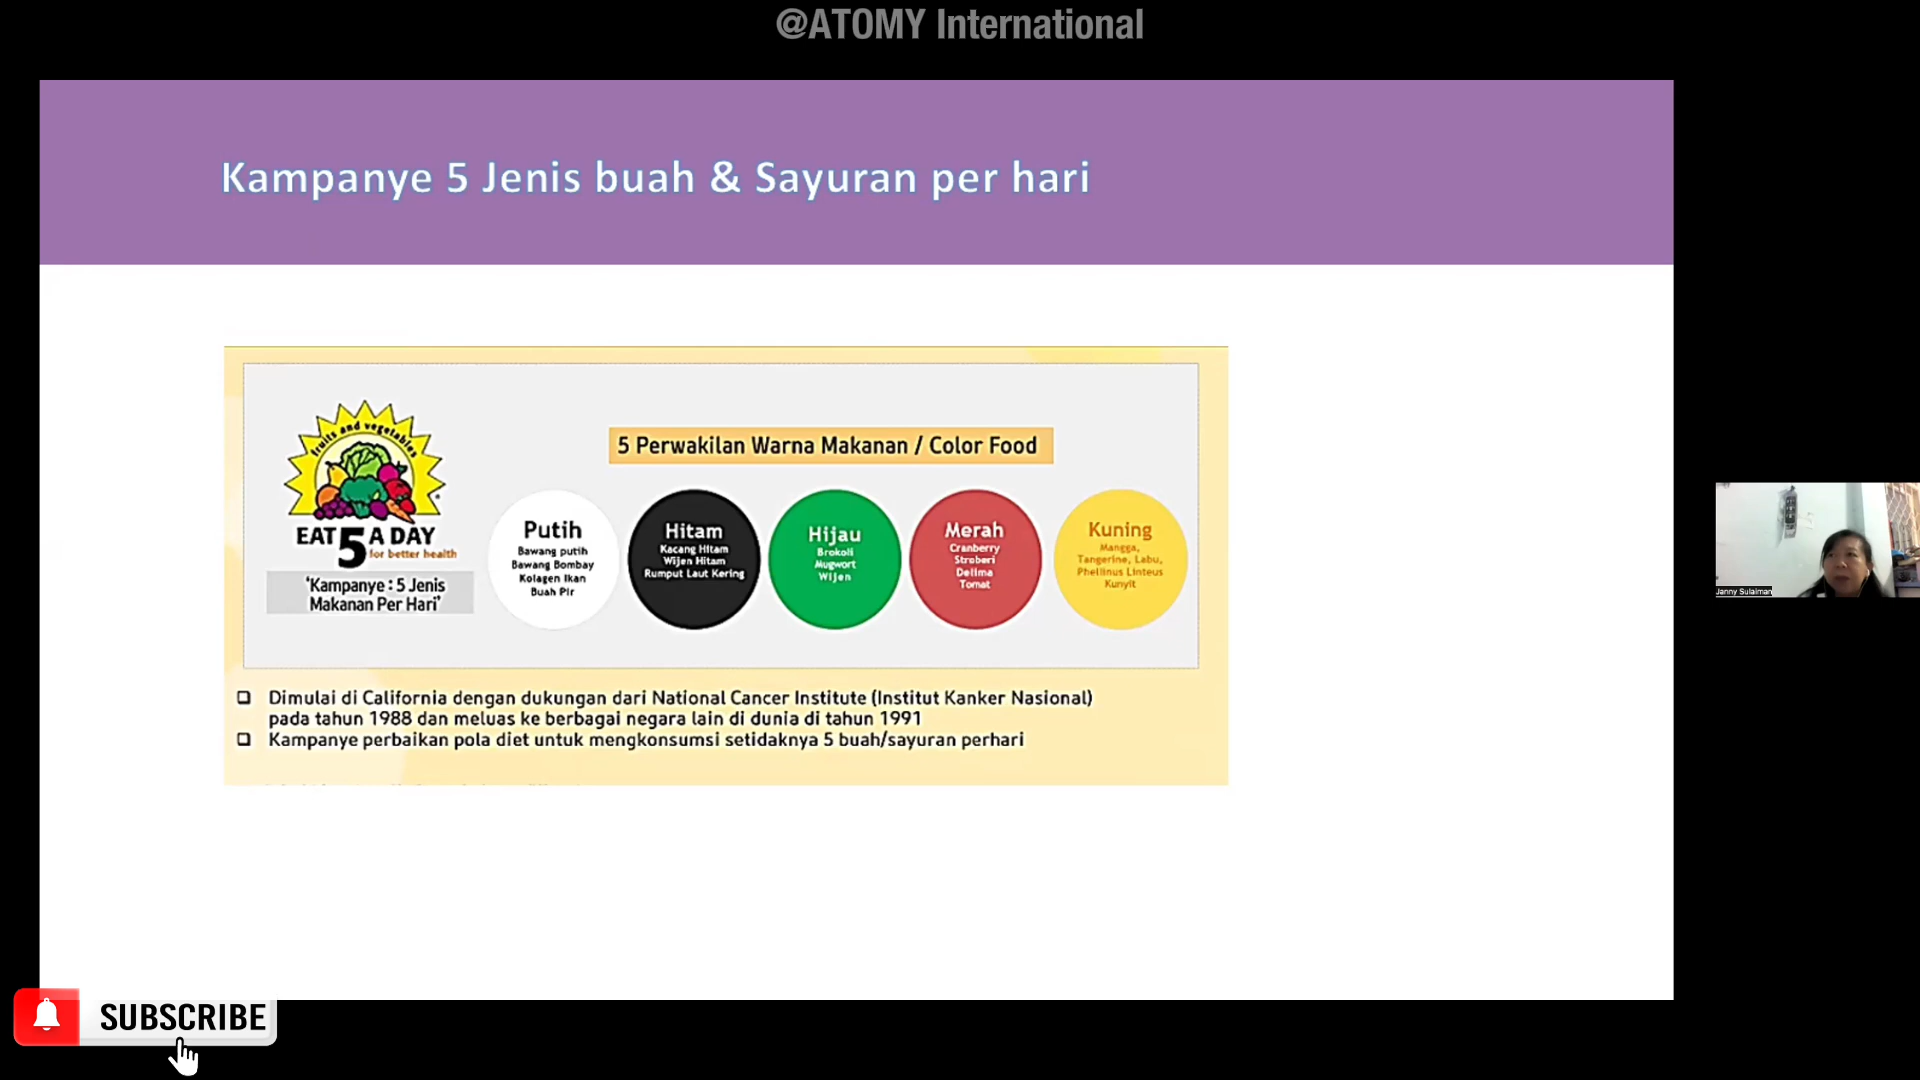 @ATOMY International
Kampanye 5 Jenis buah & Sayuran per hari
fruits and vegetables
EAT 5 A DAY
for better health
'Kampanye : 5 Jenis
Makanan Per Hari'
5 Perwakilan Warna Makanan / Color Food
Putih
Bawang putih
Bawang Bombay
Kolagen Ikan
Buah Pir
Hitam
Kacang Hitam
Wijen Hitam
Rumput Laut Kering
Hijau
Brokoli
Mugwort
Wijen
Merah
Cranberry
Stroberi
Delima
Tomat
Kuning
Mangga,
Tangerine, Labu,
Phellinus Linteus
Kunyit
Dimulai di California dengan dukungan dari National Cancer Institute (Institut Kanker Nasional)
pada tahun 1988 dan meluas ke berbagai negara lain di dunia di tahun 1991
Kampanye perbaikan pola diet untuk mengkonsumsi setidaknya 5 buah/sayuran perhari
Janny Sulaiman
SUBSCRIBE